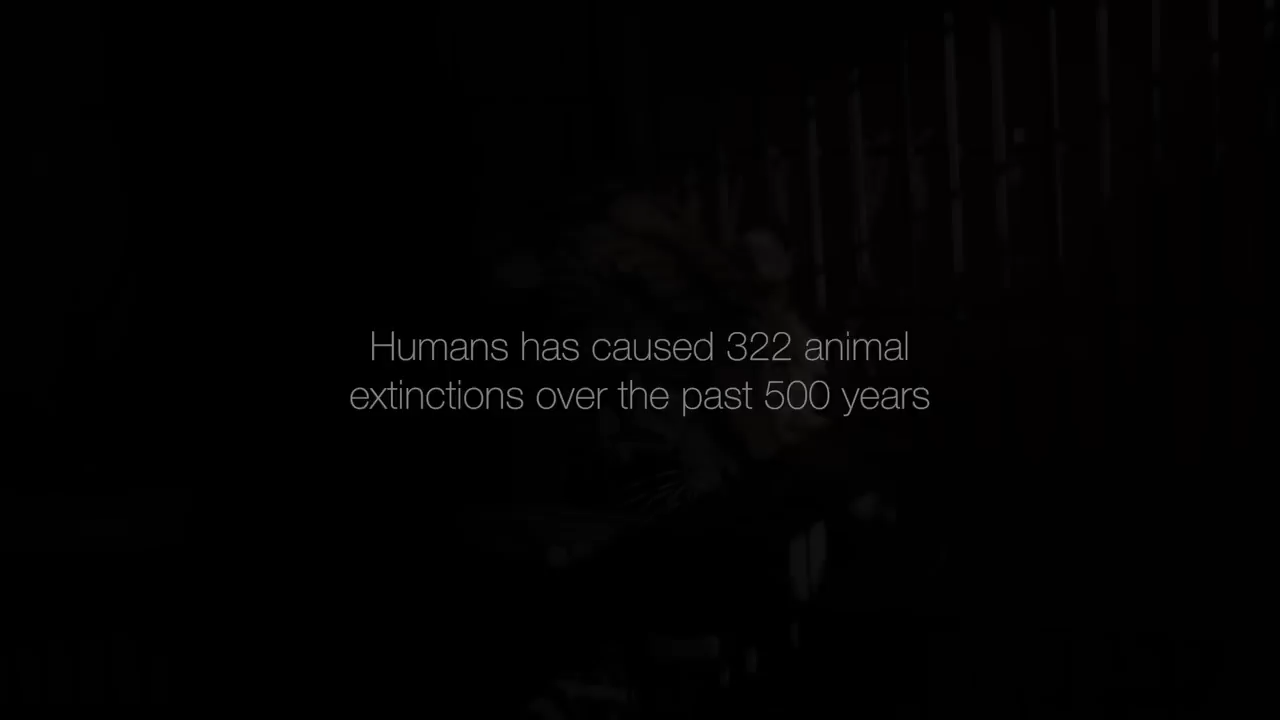 Humans has caused 322 animal
extinctions over the past 500 years